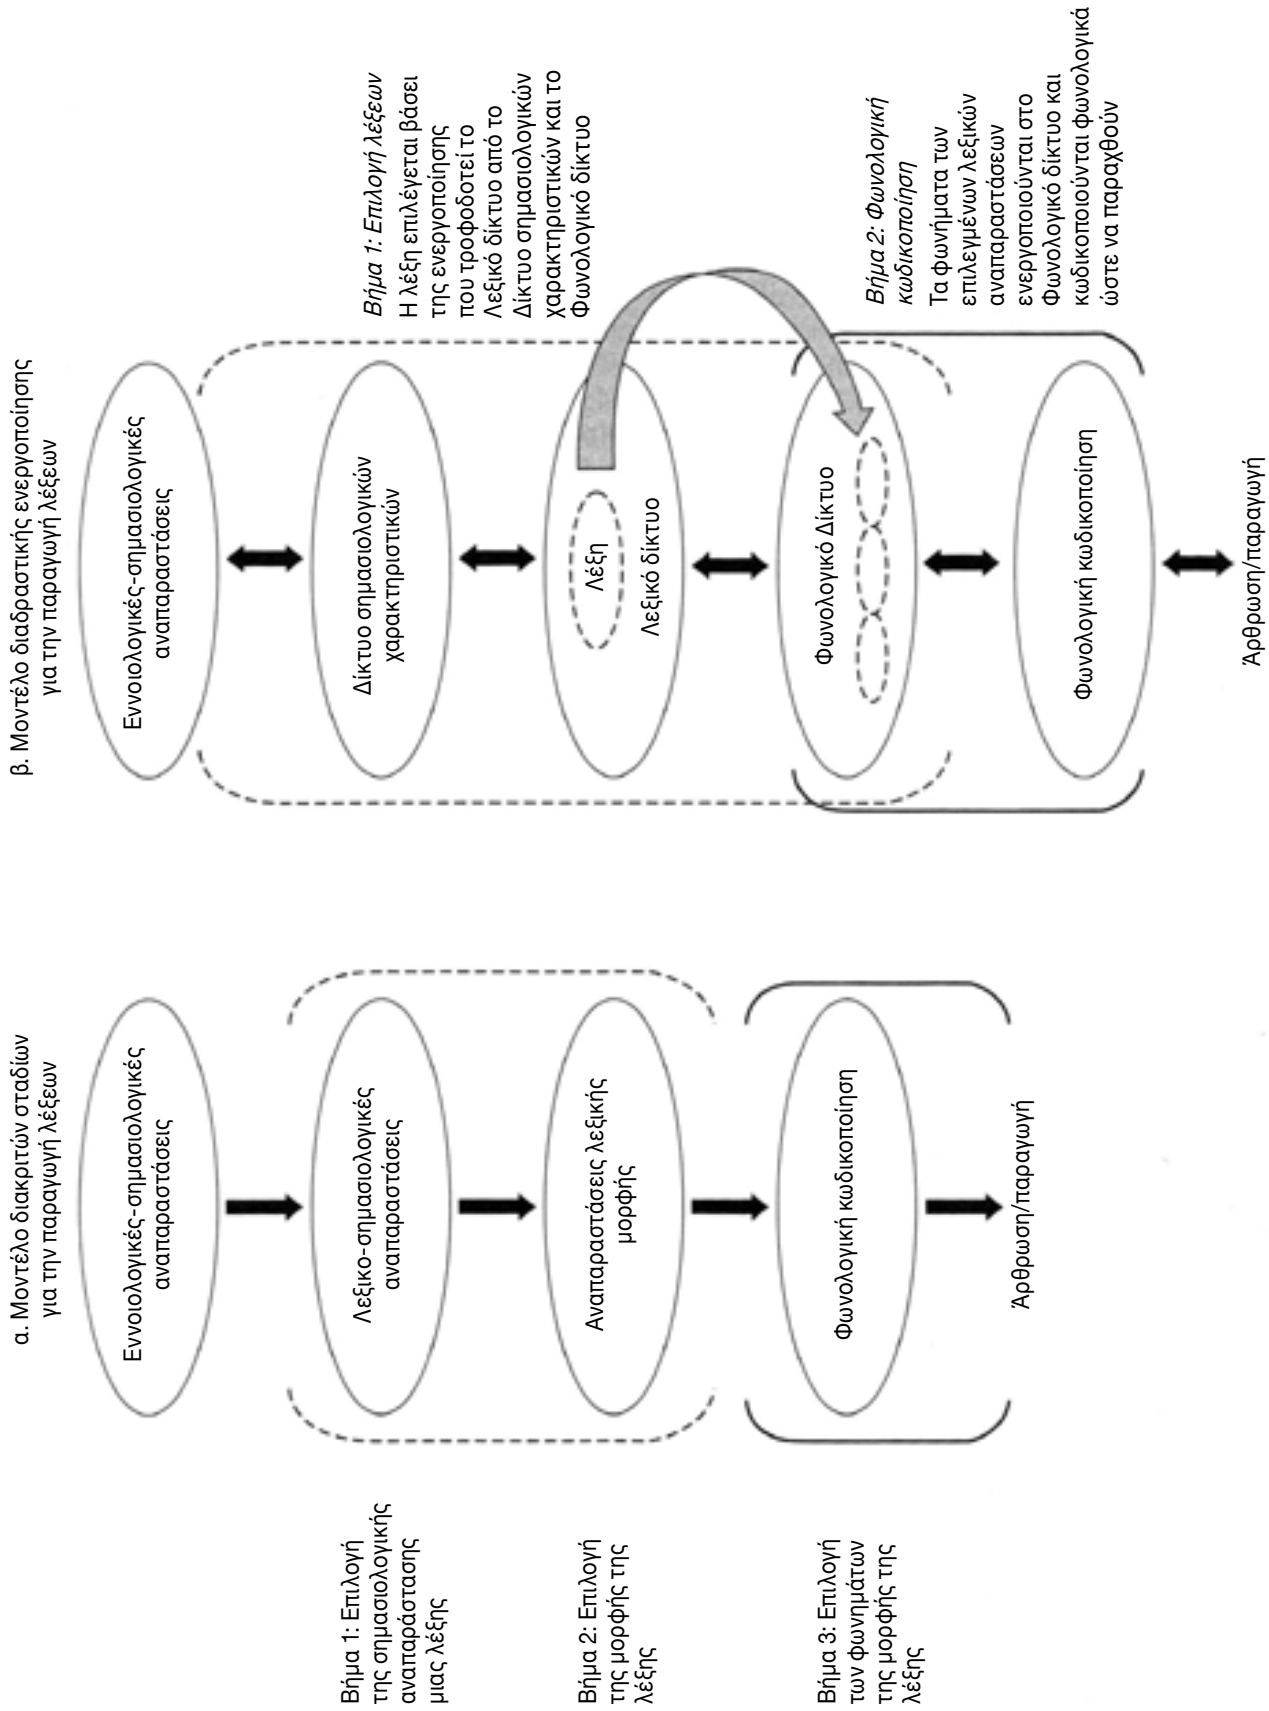 α. Μοντέλο διακριτών σταδίων
για την παραγωγή λέξεων
Βήμα 1: Επιλογή
της σημασιολογικής
αναπαράστασης
μιας λέξης
Βήμα 2: Επιλογή
της μορφής της
λέξης
Βήμα 3: Επιλογή
των φωνημάτων
της μορφής της
λέξης
Εννοιολογικές-σημασιολογικές
αναπαραστάσεις
Λεξικο-σημασιολογικές
αναπαραστάσεις
Αναπαραστάσεις λεξικής
μορφής
Φωνολογική κωδικοποίηση
Άρθρωση/παραγωγή
β. Μοντέλο διαδραστικής ενεργοποίησης
για την παραγωγή λέξεων
Εννοιολογικές-σημασιολογικές
αναπαραστάσεις
Δίκτυο σημασιολογικών
χαρακτηριστικών
Λέξη
Λεξικό δίκτυο
Φωνολογικό Δίκτυο
Φωνολογική κωδικοποίηση
Άρθρωση/παραγωγή
Βήμα 1: Επιλογή λέξεων
Η λέξη επιλέγεται βάσει
της ενεργοποίησης
που τροφοδοτεί το
Λεξικό δίκτυο από το
Δίκτυο σημασιολογικών
χαρακτηριστικών και το
Φωνολογικό δίκτυο
Βήμα 2: Φωνολογική
κωδικοποίηση
Τα φωνήματα των
επιλεγμένων λεξικών
αναπαραστάσεων
ενεργοποιούνται στο
Φωνολογικό δίκτυο και
κωδικοποιούνται φωνολογικά
ώστε να παραχθούν